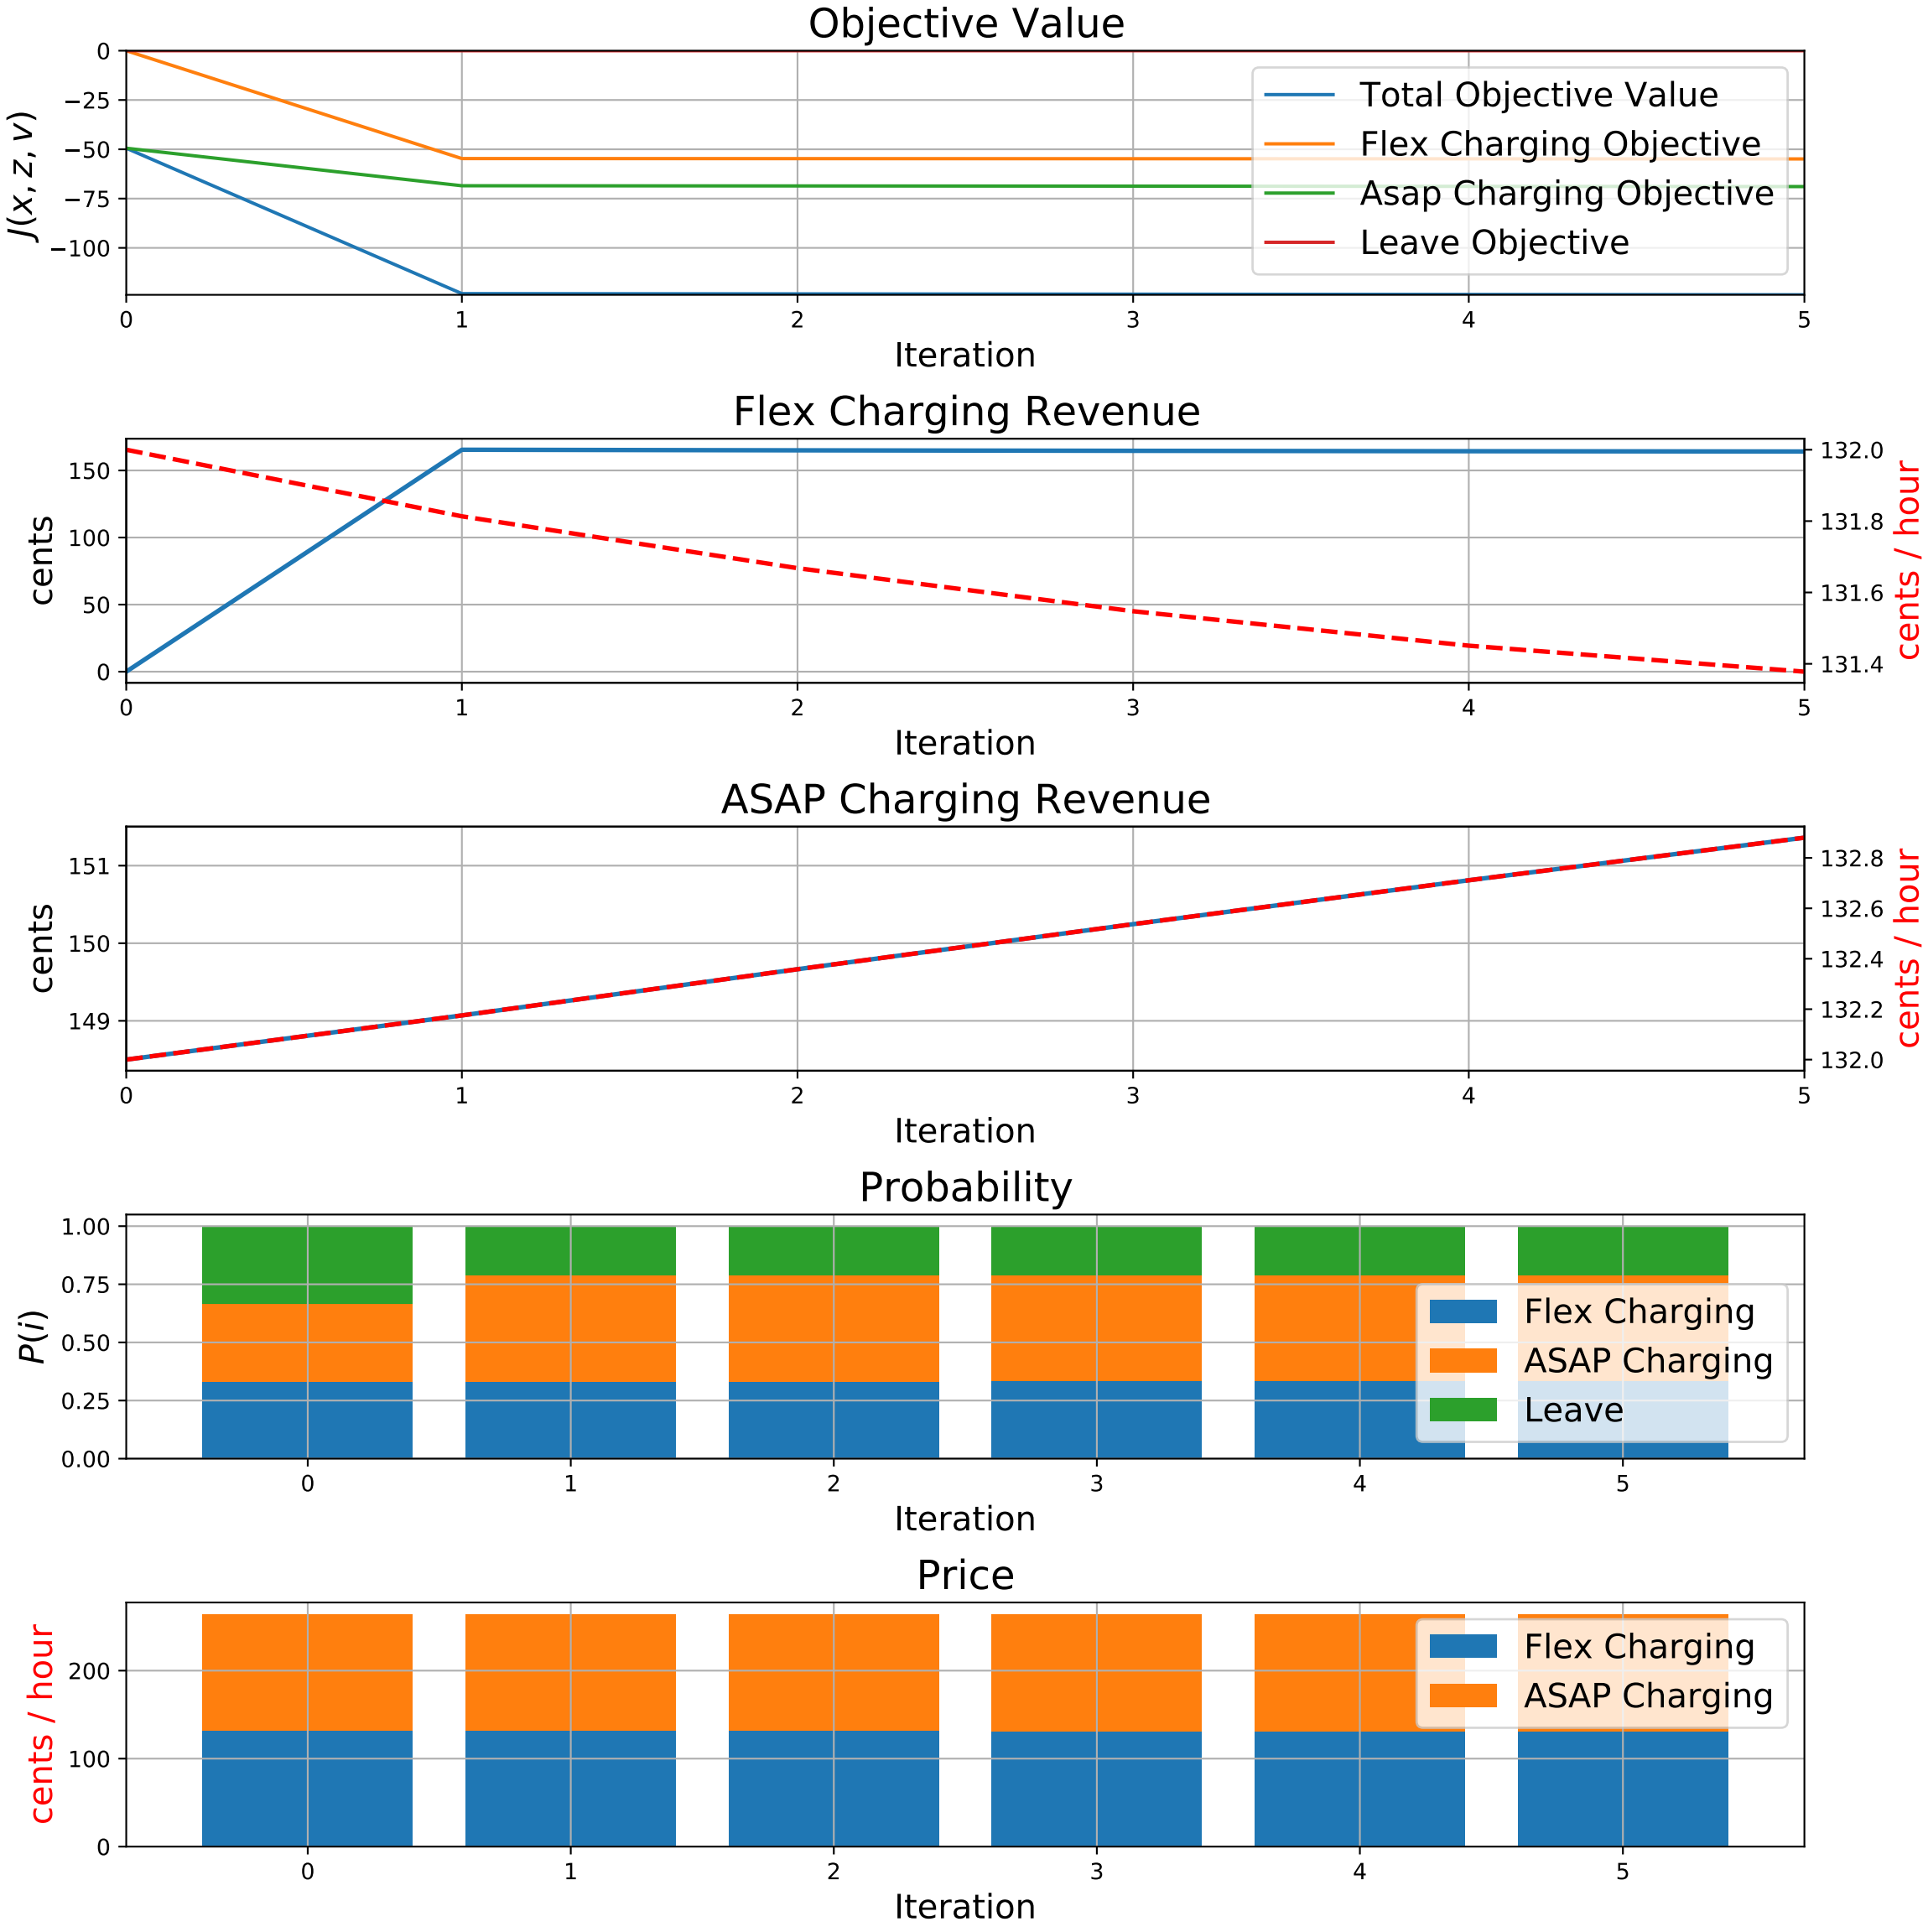 Objective Value
0
−25
−50
−75
−100
J(x, z, v)
Total Objective Value
Flex Charging Objective
Asap Charging Objective
Leave Objective
0 1 2 3 4 5
Iteration
Flex Charging Revenue
150
100
50
0
cents
132.0
131.8
131.6
131.4
cents / hour
0 1 2 3 4 5
Iteration
ASAP Charging Revenue
151
150
149
cents
132.8
132.6
132.4
132.2
132.0
cents / hour
0 1 2 3 4 5
Iteration
Probability
1.00
0.75
0.50
0.25
0.00
P(i)
Flex Charging
ASAP Charging
Leave
0 1 2 3 4 5
Iteration
Price
200
100
0
cents / hour
Flex Charging
ASAP Charging
0 1 2 3 4 5
Iteration